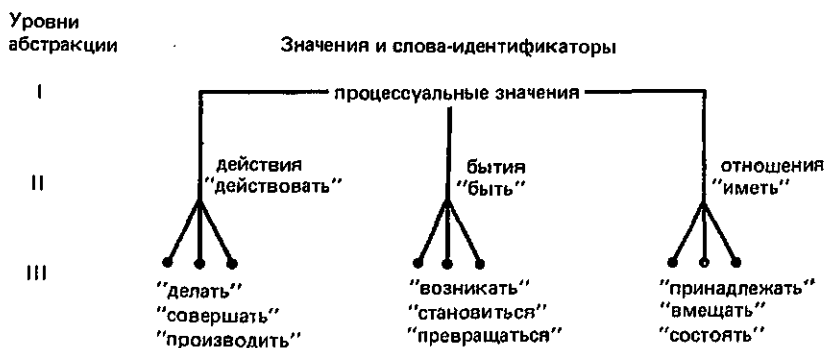 Уровни
абстракции
Значения и слова-идентификаторы
I
процессуальные значения
II
действия
"действовать"
бытия
"быть"
отношения
"иметь"
III
"делать"
"совершать"
"производить"
"возникать"
"становиться"
"превращаться"
"принадлежать"
"вмещать"
"состоять"